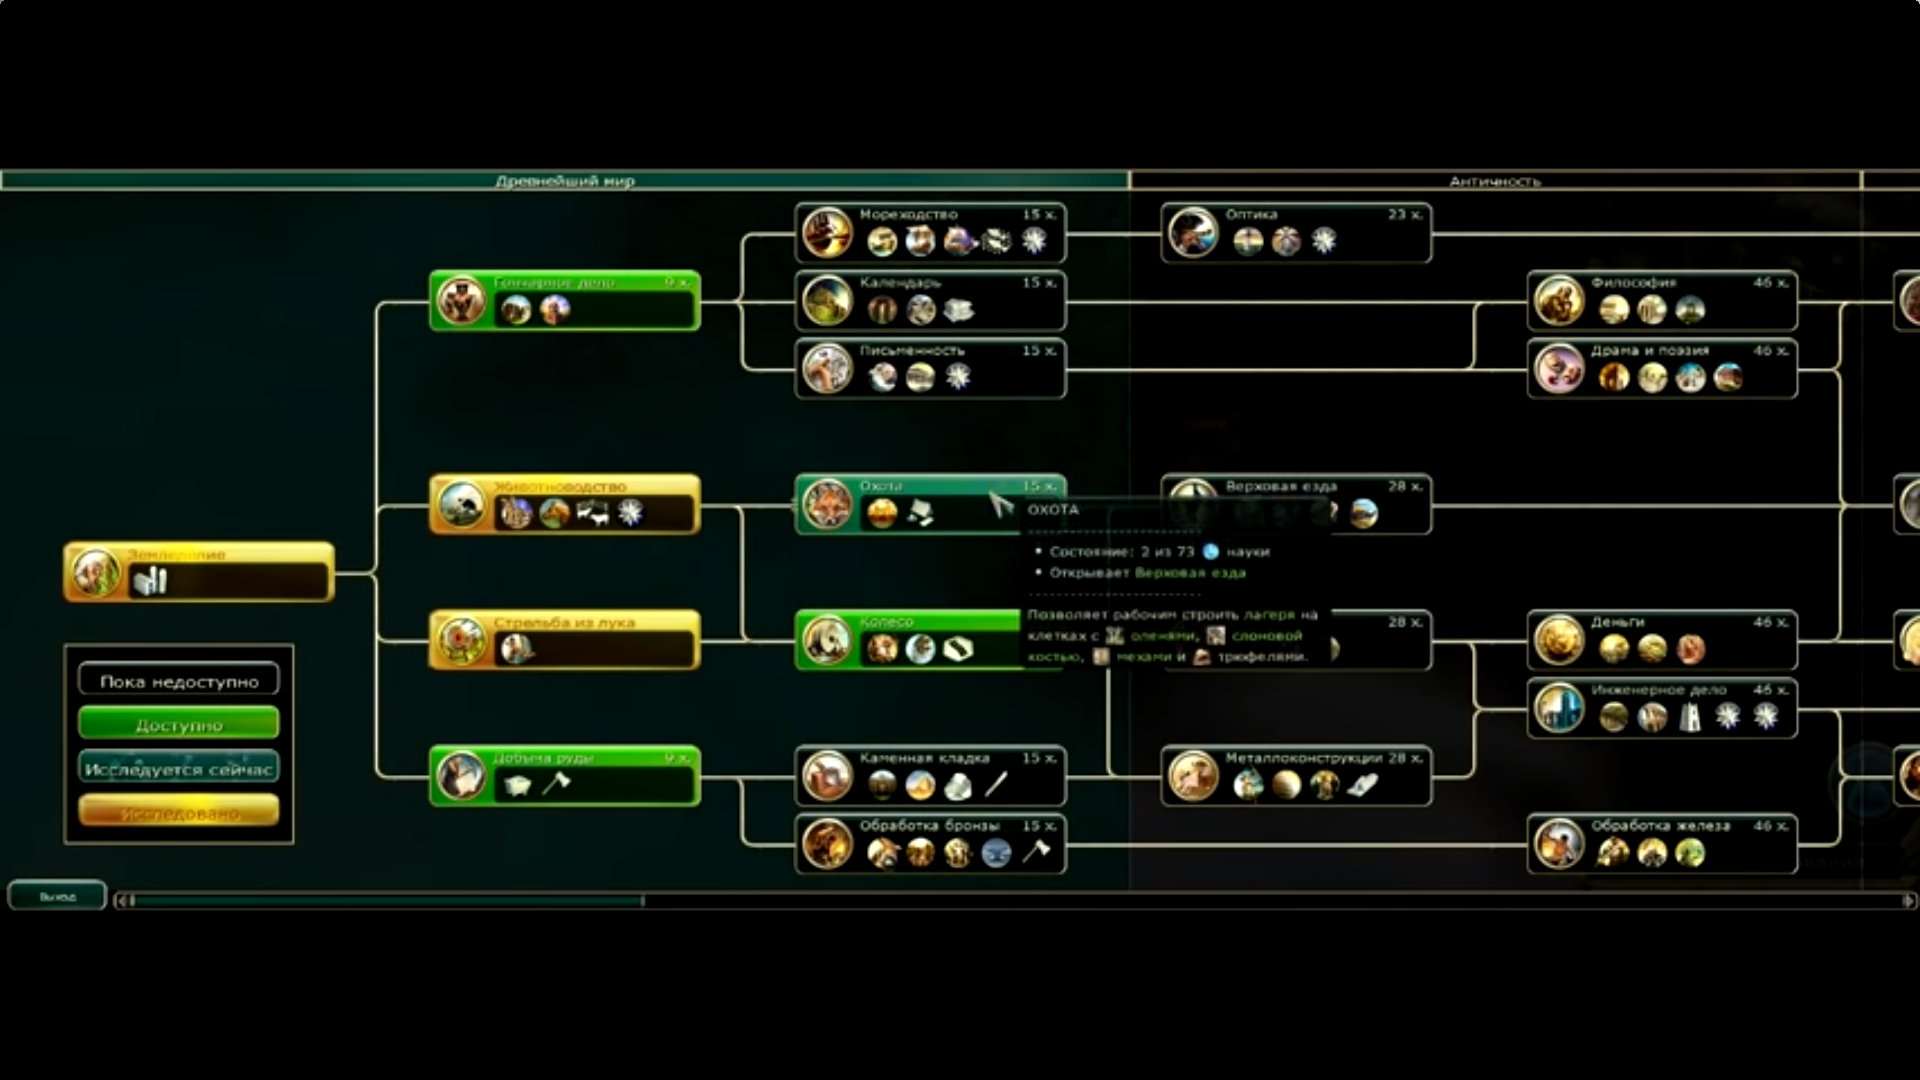 Древнейший мир
Античность
Мореходство 15 х.
Оптика 23 х.
Гончарное дело 9 х.
Календарь 15 х.
Философия 46 х.
Письменность 15 х.
Драма и поэзия 46 х.
Животноводство
Охота 15 х.
Верховая езда 28 х.
ОХОТА
Состояние: 2 из 73 науки
Открывает Верховая езда
Позволяет рабочим строить лагеря на
клетках с оленями, слоновой
костью, мехами и трюфелями.
Земледелие
Стрельба из лука
Колесо
28 х.
Деньги 46 х.
Инженерное дело 46 х.
Добыча руды 9 х.
Каменная кладка 15 х.
Металлоконструкции 28 х.
Обработка бронзы 15 х.
Обработка железа 46 х.
Пока недоступно
Доступно
Исследуется сейчас
Исследовано
Выход